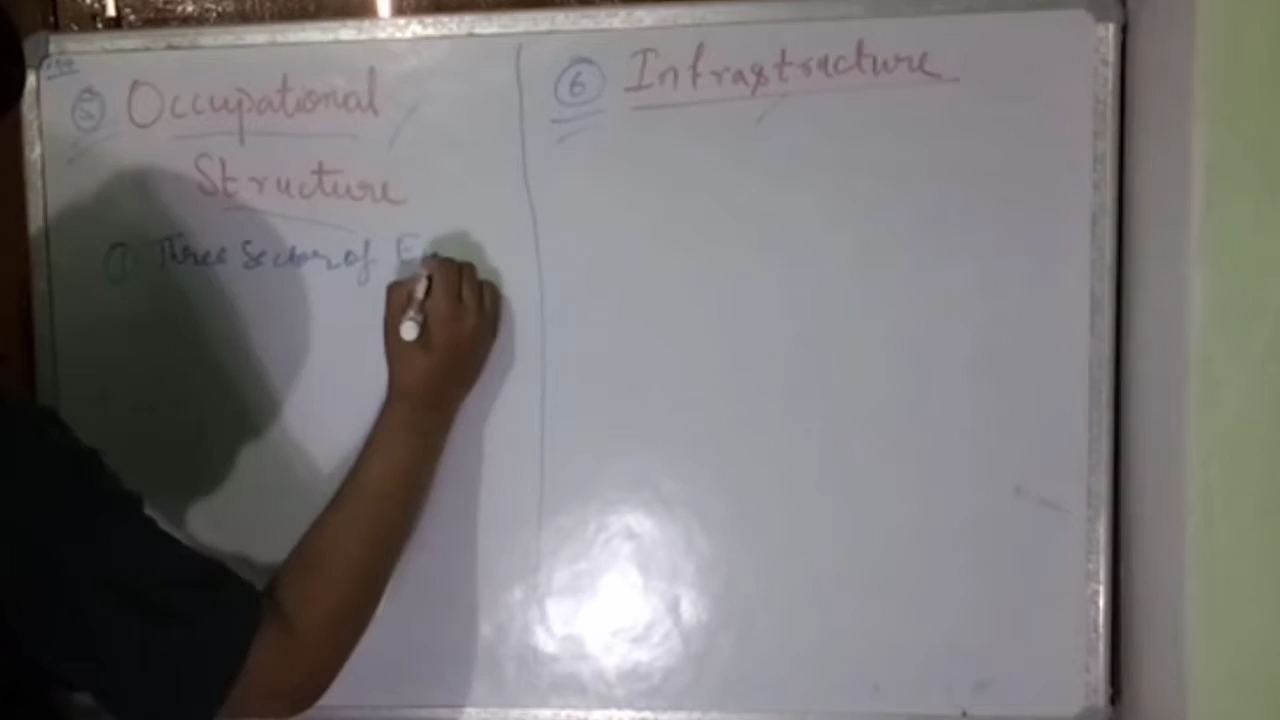 ⑤ Occupational
Structure
① Three Sector of
⑥ Infrastructure